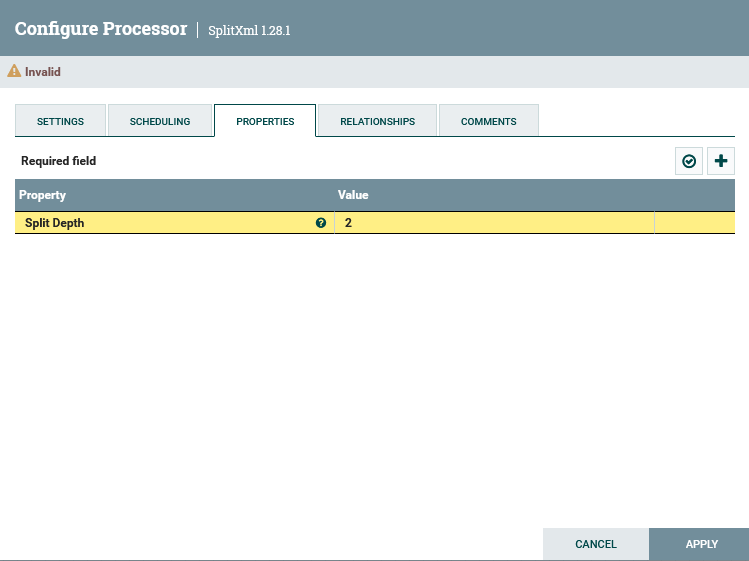 Configure Processor | SplitXml 1.28.1
Invalid
SETTINGS SCHEDULING PROPERTIES RELATIONSHIPS COMMENTS
Required field
Property Value
Split Depth 2
CANCEL APPLY